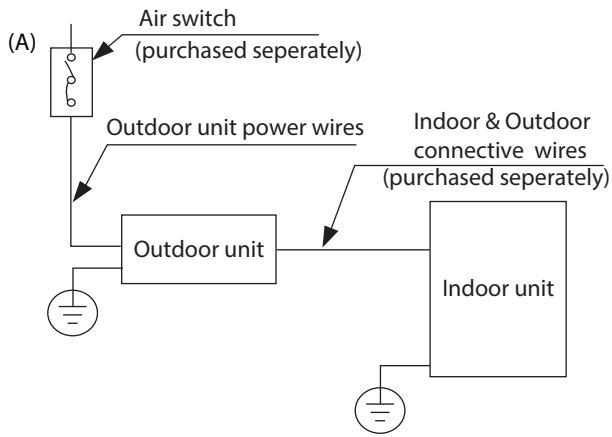 (A)
Air switch
(purchased seperately)
Outdoor unit power wires
Indoor & Outdoor
connective wires
(purchased seperately)
Outdoor unit
Indoor unit